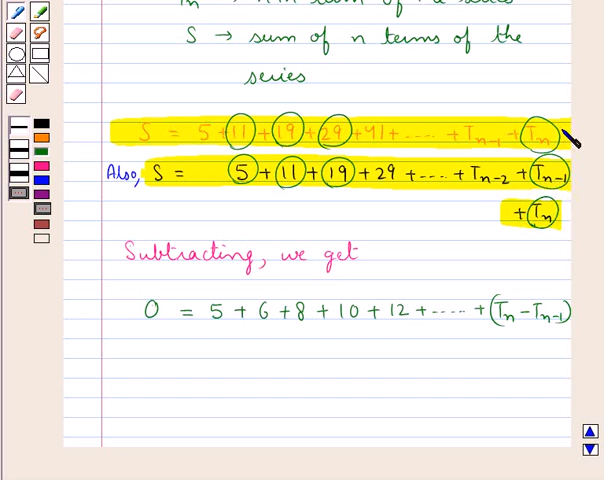 S → sum of n terms of the
series
S = 5 + 11 + 19 + 29 + 41 + ..... + Tn-1 + Tn
Also, S = 5 + 11 + 19 + 29 + ..... + Tn-2 + Tn-1
+ Tn
Subtracting, we get
0 = 5 + 6 + 8 + 10 + 12 + ..... + (Tn - Tn-1)